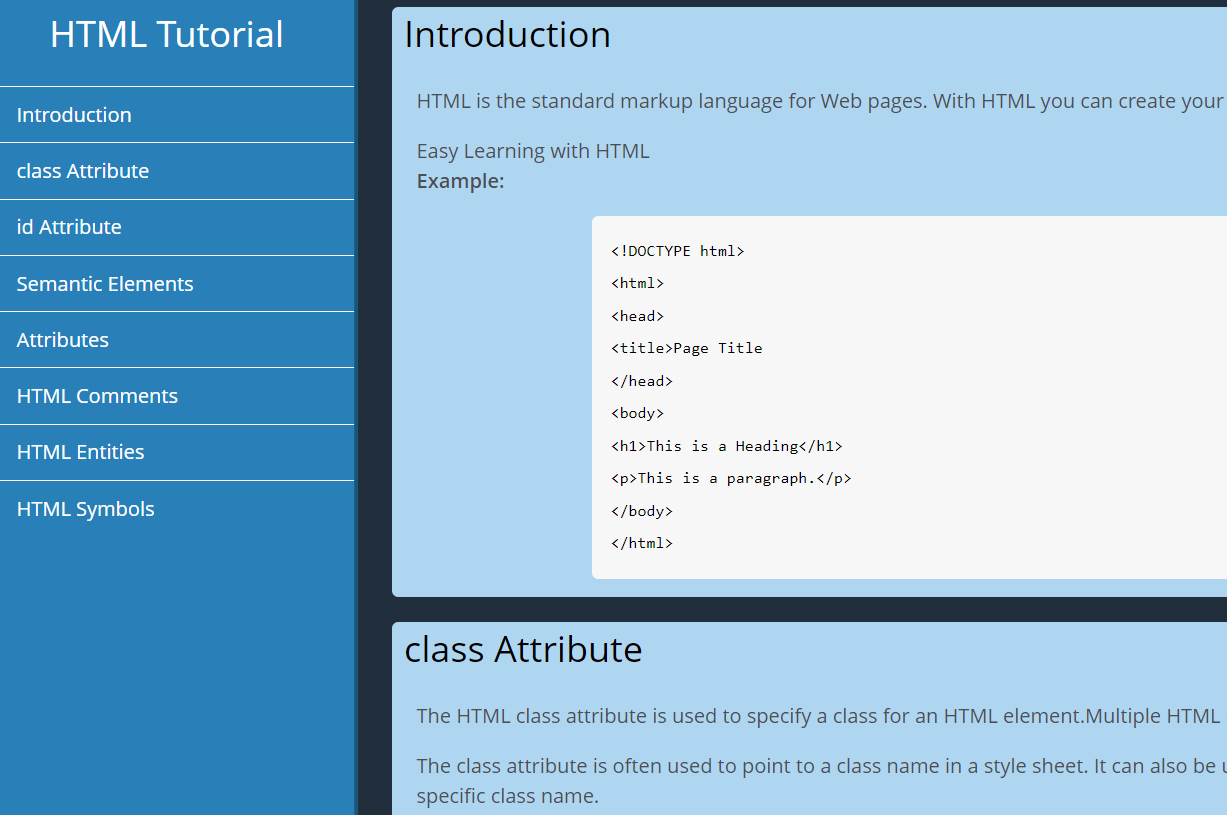 HTML Tutorial
Introduction
class Attribute
id Attribute
Semantic Elements
Attributes
HTML Comments
HTML Entities
HTML Symbols
Introduction
HTML is the standard markup language for Web pages. With HTML you can create your
Easy Learning with HTML
Example:
<!DOCTYPE html>
<html>
<head>
<title>Page Title
</head>
<body>
<h1>This is a Heading</h1>
<p>This is a paragraph.</p>
</body>
</html>
class Attribute
The HTML class attribute is used to specify a class for an HTML element.Multiple HTML
The class attribute is often used to point to a class name in a style sheet. It can also be
specific class name.